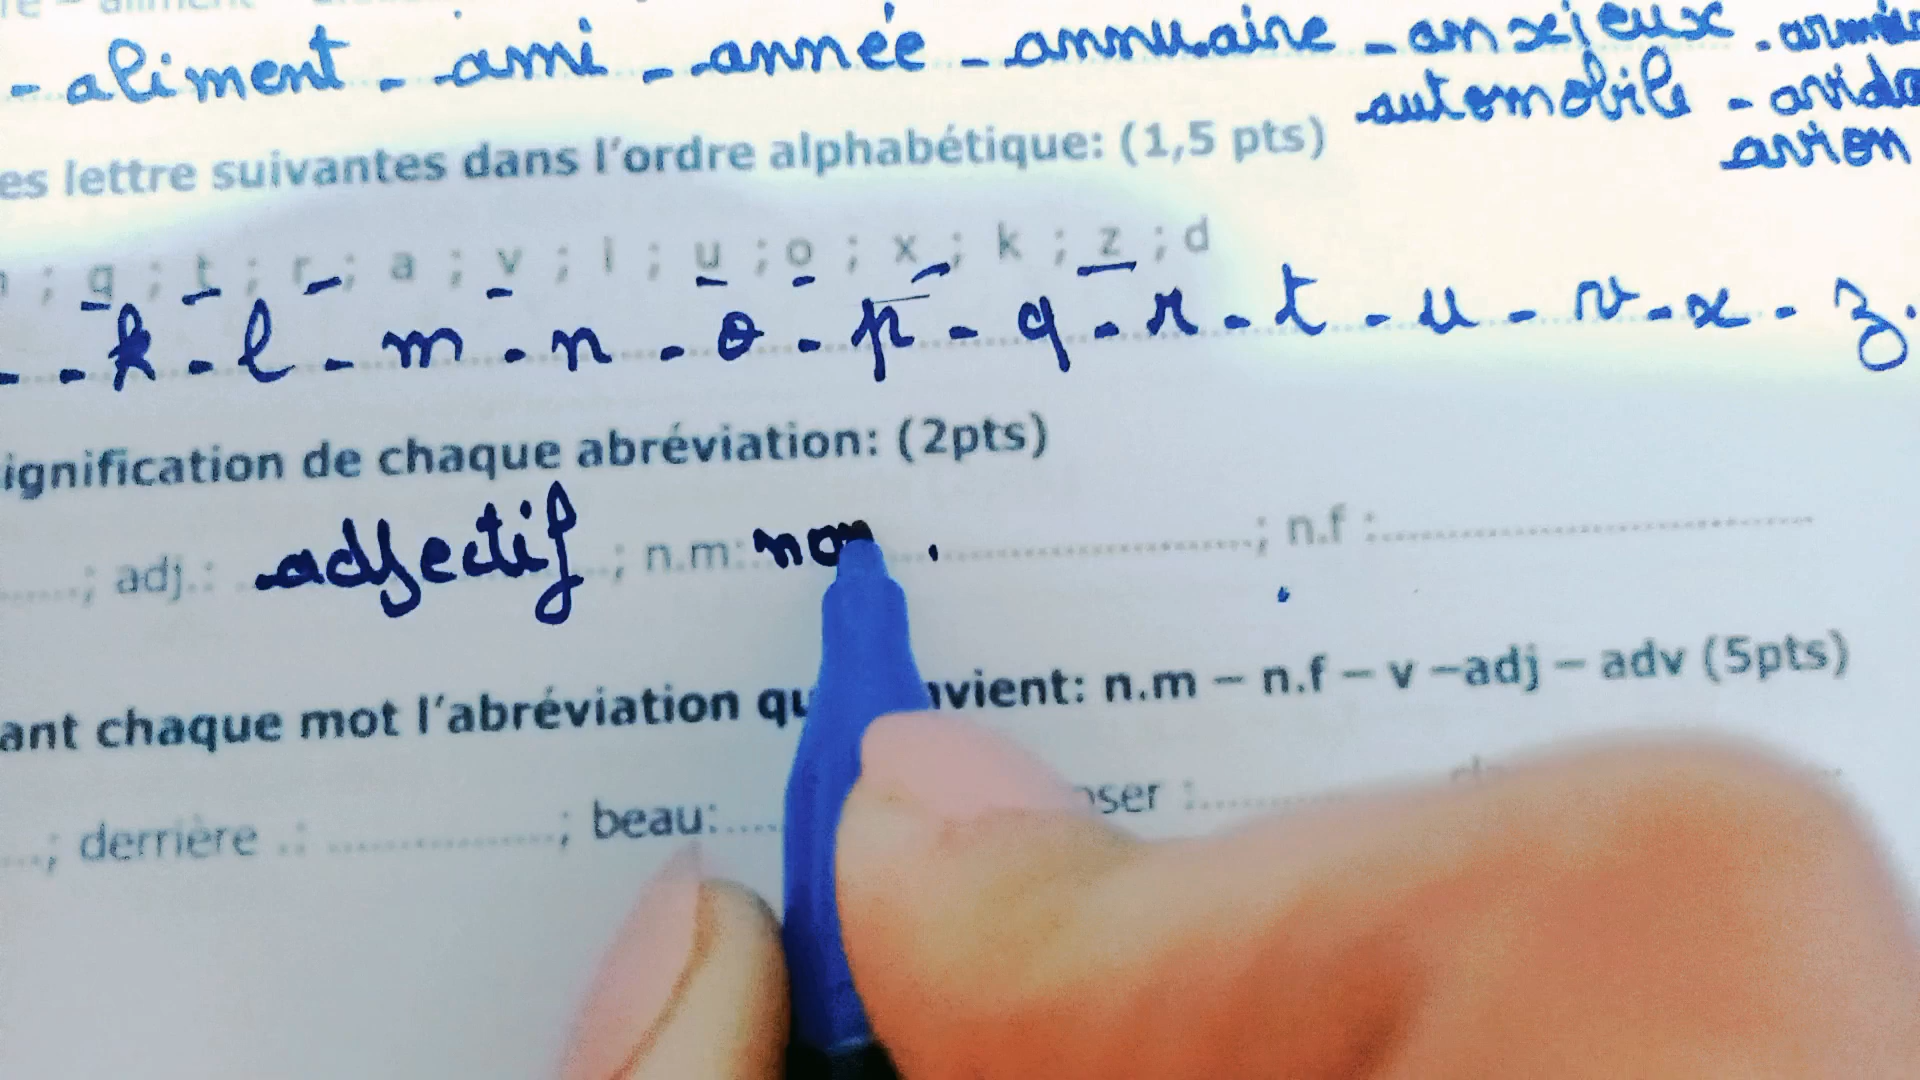 - aliment - ami - année - annuaire - anxieux -
automobile -
avion
es lettre suivantes dans l'ordre alphabétique: (1,5 pts)
; q ; t ; r ; a ; v ; i ; u ; o ; x ; k ; z ; d
- - k - l - m - n - o - p - q - r - t - u - v - x - z.
ignification de chaque abréviation: (2pts)
......; adj.: adjectif ..; n.m: nom ..............................; n.f :..............................
ant chaque mot l'abréviation vient: n.m – n.f – v –adj – adv (5pts)
...; derrière .: ................; beau:.... oser :............